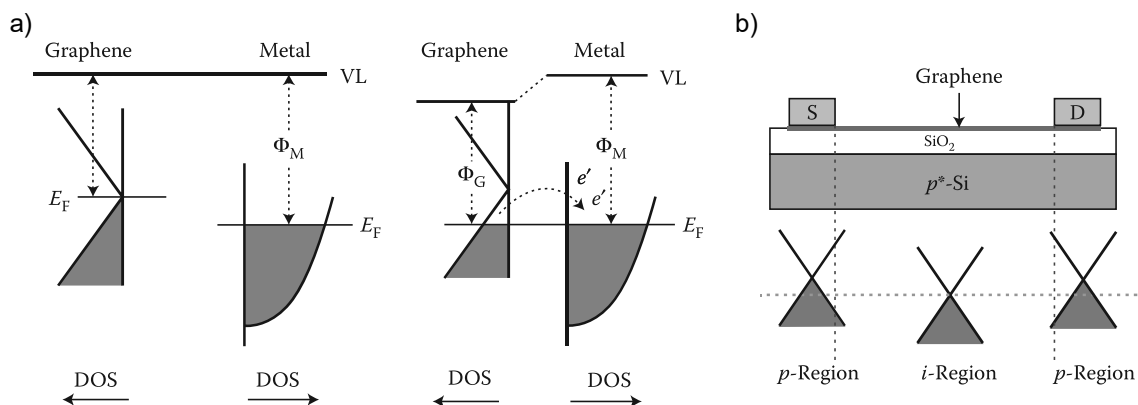 a)
Graphene Metal
VL
Φ_M
E_F
E_F
DOS DOS
Graphene Metal
VL
Φ_G
Φ_M
e′
e′
E_F
DOS DOS
b)
Graphene
S D
SiO₂
p*-Si
p-Region i-Region p-Region